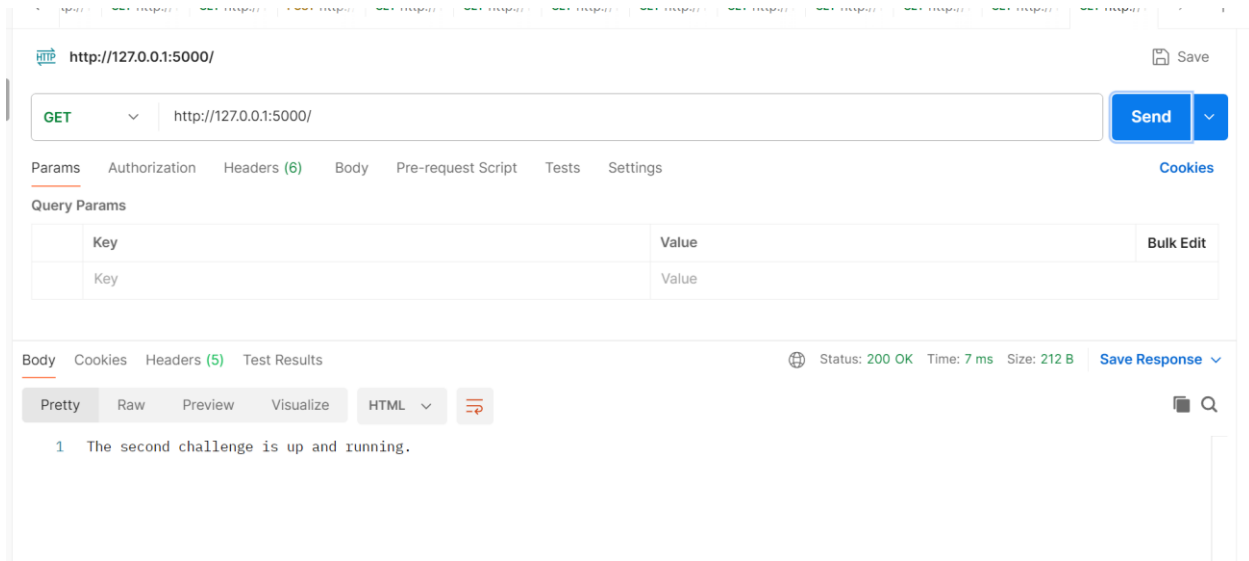 HTTP http://127.0.0.1:5000/ Save
GET http://127.0.0.1:5000/ Send
Params Authorization Headers (6) Body Pre-request Script Tests Settings Cookies
Query Params
Key Value Bulk Edit
Key Value
Body Cookies Headers (5) Test Results Status: 200 OK Time: 7 ms Size: 212 B Save Response
Pretty Raw Preview Visualize HTML
1 The second challenge is up and running.